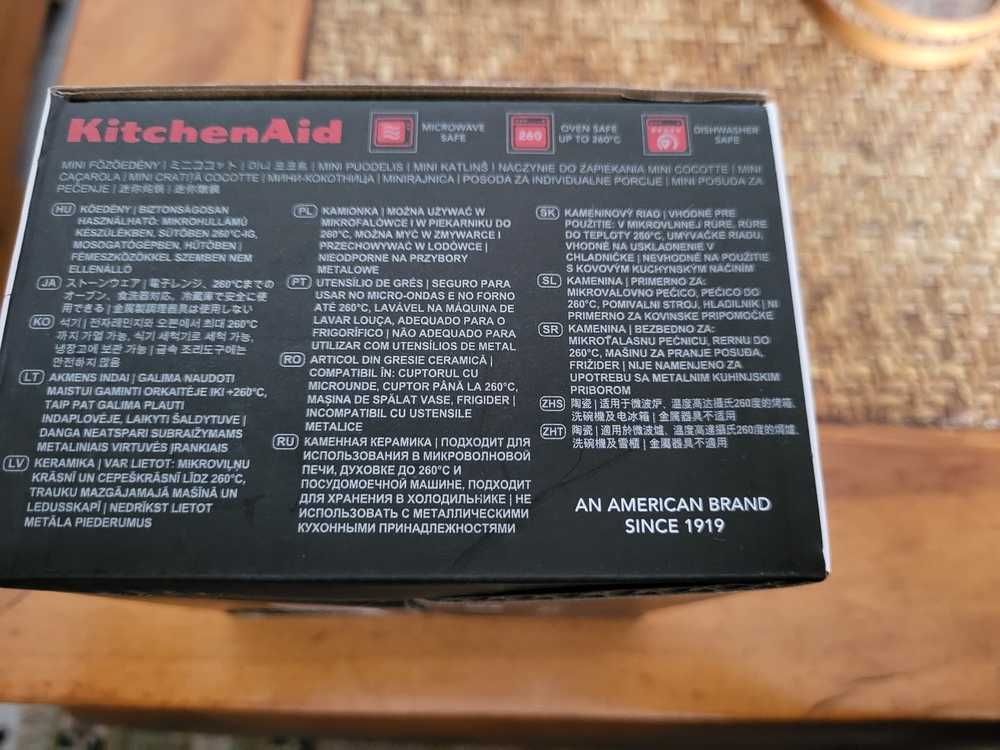 KitchenAid
MICROWAVE
SAFE
260
OVEN SAFE
UP TO 260°C
DISHWASHER
SAFE
MINI FŐZŐEDÉNY | ミニココット | 미니 코코트 | MINI PUODELIS | MINI KATLIŅŠ | NACZYNIE DO ZAPIEKANIA MINI COCOTTE | MINI
CAÇAROLA | MINI CRATIȚĂ COCOTTE | МИНИ-КОКОТНИЦА | MINIRAJNICA | POSODA ZA INDIVIDUALNE PORCIJE | MINI POSUDA ZA
PEČENJE | 迷你炖锅 | 迷你燉鍋
HU KŐEDÉNY | BIZTONSÁGOSAN
HASZNÁLHATÓ: MIKROHULLÁMÚ
KÉSZÜLÉKBEN, SÜTŐBEN 260°C-IG,
MOSOGATÓGÉPBEN, HŰTŐBEN |
FÉMESZKÖZÖKKEL SZEMBEN NEM
ELLENÁLLÓ
JA ストーンウェア | 電子レンジ、260°Cまでの
オーブン、食洗器対応。冷蔵庫で安全に使
用できる | 金属製調理器具は使用しない
KO 석기 | 전자레인지와 오븐에서 최대 260°C
까지 가열 가능, 식기 세척기로 세척 가능,
냉장고에 보관 가능 | 금속 조리도구에는
안전하지 않음
LT AKMENS INDAI | GALIMA NAUDOTI
MAISTUI GAMINTI ORKAITĖJE IKI +260°C,
TAIP PAT GALIMA PLAUTI
INDAPLOVĖJE, LAIKYTI ŠALDYTUVE |
DANGA NEATSPARI SUBRAIŽYMAMS
METALINIAIS VIRTUVĖS ĮRANKIAIS
LV KERAMIKA | VAR LIETOT: MIKROVIĻŅU
KRĀSNĪ UN CEPEŠKRĀSNĪ LĪDZ 260°C,
TRAUKU MAZGĀJAMAJĀ MAŠĪNĀ UN
LEDUSSKAPĪ | NEDRĪKST LIETOT
METĀLA PIEDERUMUS
PL KAMIONKA | MOŻNA UŻYWAĆ W
MIKROFALÓWCE I W PIEKARNIKU DO
260°C, MOŻNA MYĆ W ZMYWARCE I
PRZECHOWYWAĆ W LODÓWCE |
NIEODPORNE NA PRZYBORY
METALOWE
PT UTENSÍLIO DE GRÉS | SEGURO PARA
USAR NO MICRO-ONDAS E NO FORNO
ATÉ 260°C, LAVÁVEL NA MÁQUINA DE
LAVAR LOUÇA, ADEQUADO PARA O
FRIGORÍFICO | NÃO ADEQUADO PARA
UTILIZAR COM UTENSÍLIOS DE METAL
RO ARTICOL DIN GRESIE CERAMICĂ |
COMPATIBIL ÎN: CUPTORUL CU
MICROUNDE, CUPTOR PÂNĂ LA 260°C,
MAȘINA DE SPĂLAT VASE, FRIGIDER |
INCOMPATIBIL CU USTENSILE
METALICE
RU КАМЕННАЯ КЕРАМИКА | ПОДХОДИТ ДЛЯ
ИСПОЛЬЗОВАНИЯ В МИКРОВОЛНОВОЙ
ПЕЧИ, ДУХОВКЕ ДО 260°C И
ПОСУДОМОЕЧНОЙ МАШИНЕ, ПОДХОДИТ
ДЛЯ ХРАНЕНИЯ В ХОЛОДИЛЬНИКЕ | НЕ
ИСПОЛЬЗОВАТЬ С МЕТАЛЛИЧЕСКИМИ
КУХОННЫМИ ПРИНАДЛЕЖНОСТЯМИ
SK KAMENINOVÝ RIAD | VHODNÉ PRE
POUŽITIE: V MIKROVLNNEJ RÚRE, RÚRE
DO TEPLOTY 260°C, UMÝVAČKE RIADU,
VHODNÉ NA USKLADNENIE V
CHLADNIČKE | NEVHODNÉ NA POUŽITIE
S KOVOVÝM KUCHYNSKÝM NÁČINÍM
SL KAMENINA | PRIMERNO ZA:
MIKROVALOVNO PEČICO, PEČICO DO
260°C, POMIVALNI STROJ, HLADILNIK | NI
PRIMERNO ZA KOVINSKE PRIPOMOČKE
SR KAMENINA | BEZBEDNO ZA:
MIKROTALASNU PEĆNICU, RERNU DO
260°C, MAŠINU ZA PRANJE POSUĐA,
FRIŽIDER | NIJE NAMENJENO ZA
UPOTREBU SA METALNIM KUHINJSKIM
PRIBOROM
ZHS 陶瓷 | 适用于微波炉、温度高达摄氏260度的烤箱、
洗碗機及电冰箱 | 金属器具不适用
ZHT 陶瓷 | 適用於微波爐、溫度高達攝氏260度的焗爐、
洗碗機及雪櫃 | 金屬器具不適用
AN AMERICAN BRAND
SINCE 1919